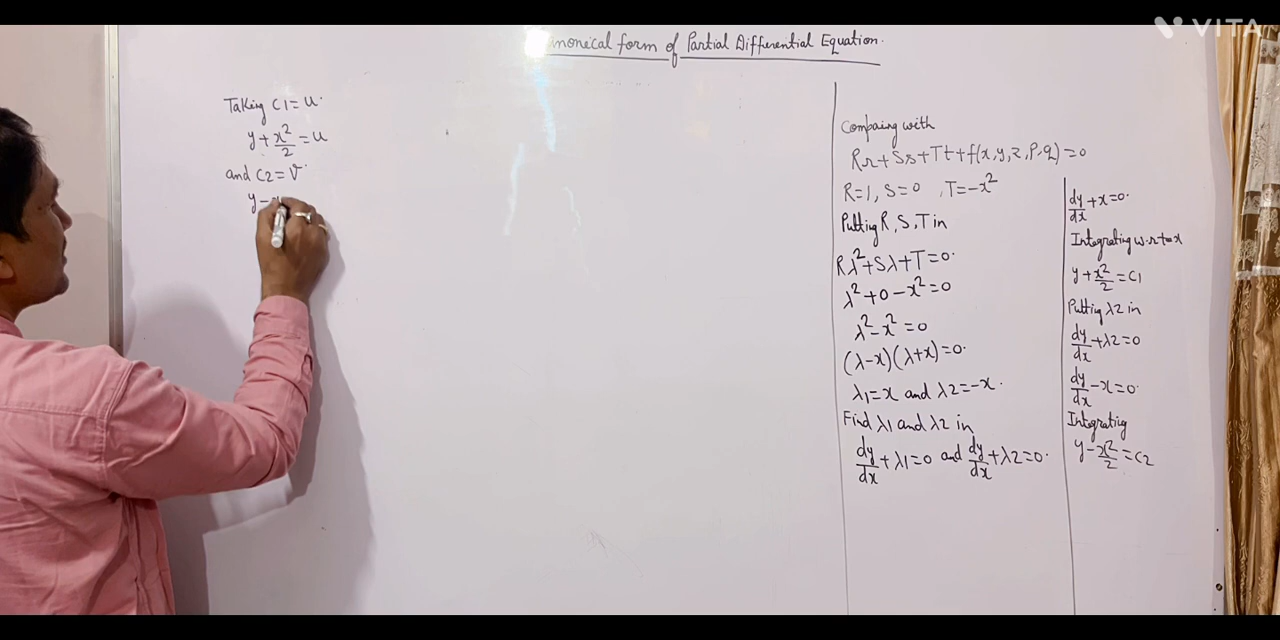 VITA
nonical form of Partial Differential Equation.
Taking C1 = u.
y + x²/2 = u
and C2 = v.
y -
Comparing with
Rr + Ss + Tt + f(x, y, z, p, q) = 0
R = 1, S = 0 , T = -x²
Putting R, S, T in
Rλ² + Sλ + T = 0.
λ² + 0 - x² = 0
λ² - x² = 0
(λ - x)(λ + x) = 0.
λ1 = x and λ2 = -x.
Find λ1 and λ2 in
dy/dx + λ1 = 0 and dy/dx + λ2 = 0.
dy/dx + x = 0.
Integrating w.r.to x
y + x²/2 = C1
Putting λ2 in
dy/dx + λ2 = 0
dy/dx - x = 0.
Integrating
y - x²/2 = C2